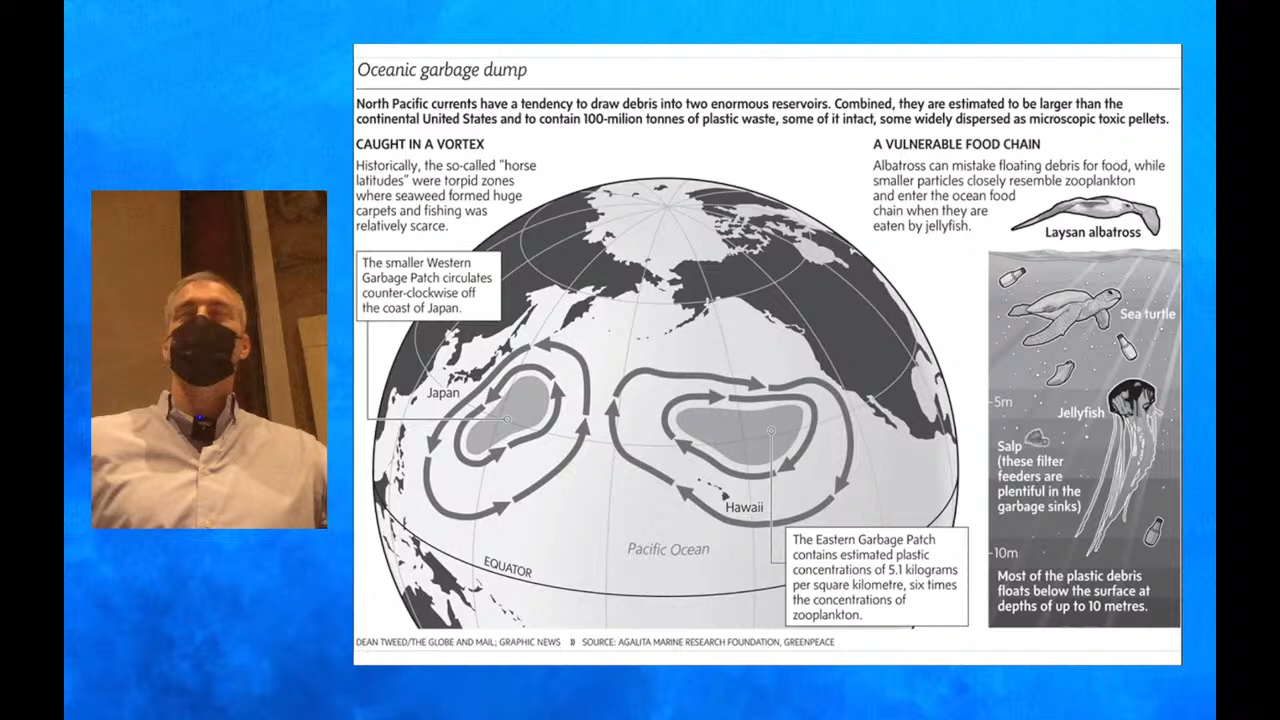 Oceanic garbage dump
North Pacific currents have a tendency to draw debris into two enormous reservoirs. Combined, they are estimated to be larger than the
continental United States and to contain 100-milion tonnes of plastic waste, some of it intact, some widely dispersed as microscopic toxic pellets.
CAUGHT IN A VORTEX
Historically, the so-called "horse
latitudes" were torpid zones
where seaweed formed huge
carpets and fishing was
relatively scarce.
A VULNERABLE FOOD CHAIN
Albatross can mistake floating debris for food, while
smaller particles closely resemble zooplankton
and enter the ocean food
chain when they are
eaten by jellyfish.
Laysan albatross
The smaller Western
Garbage Patch circulates
counter-clockwise off
the coast of Japan.
Japan
Hawaii
Pacific Ocean
EQUATOR
The Eastern Garbage Patch
contains estimated plastic
concentrations of 5.1 kilograms
per square kilometre, six times
the concentrations of
zooplankton.
Sea turtle
5m
Jellyfish
Salp
(these filter
feeders are
plentiful in the
garbage sinks)
10m
Most of the plastic debris
floats below the surface at
depths of up to 10 metres.
DEAN TWEED/THE GLOBE AND MAIL; GRAPHIC NEWS » SOURCE: AGALITA MARINE RESEARCH FOUNDATION, GREENPEACE